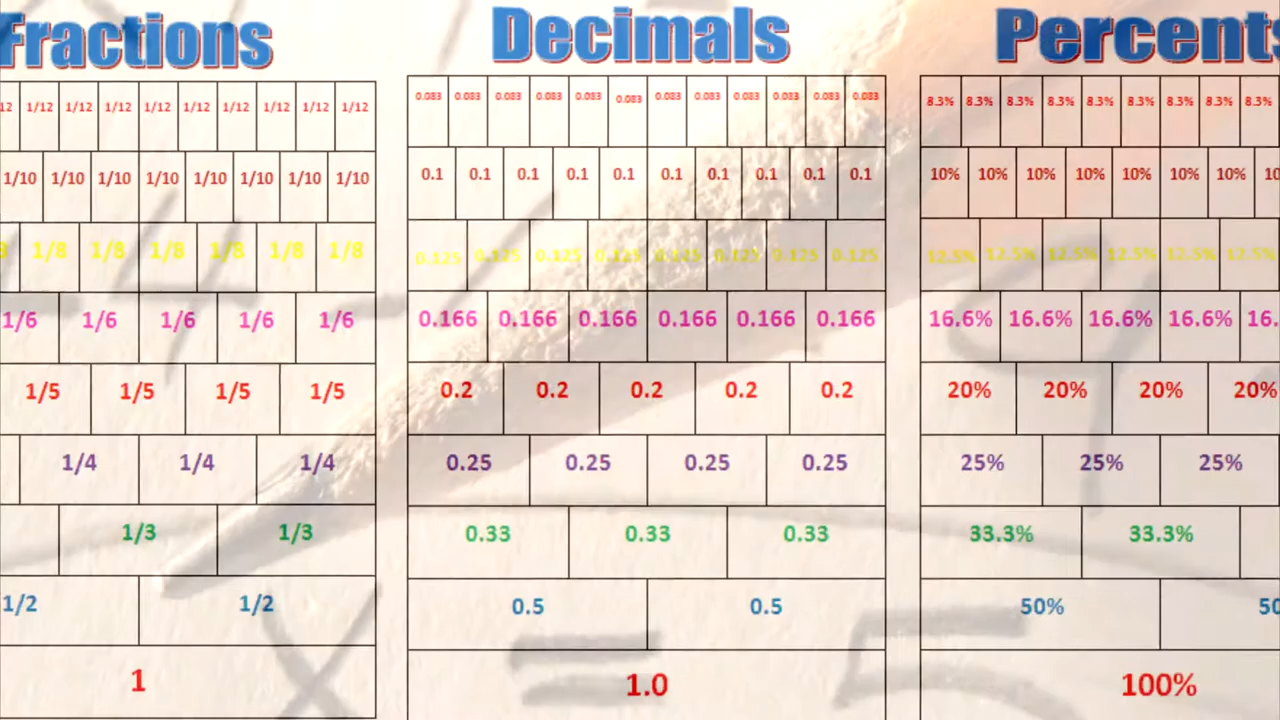 Fractions Decimals Percents
1/12 1/12 1/12 1/12 1/12 1/12 1/12 1/12 1/12 0.083 0.083 0.083 0.083 0.083 0.083 0.083 0.083 0.083 0.083 0.083 0.083 8.3% 8.3% 8.3% 8.3% 8.3% 8.3% 8.3% 8.3% 8.3%
1/10 1/10 1/10 1/10 1/10 1/10 1/10 1/10 0.1 0.1 0.1 0.1 0.1 0.1 0.1 0.1 0.1 0.1 10% 10% 10% 10% 10% 10% 10% 10
1/8 1/8 1/8 1/8 1/8 1/8 0.125 0.125 0.125 0.125 0.125 0.125 0.125 0.125 12.5% 12.5% 12.5% 12.5% 12.5% 12.5%
1/6 1/6 1/6 1/6 1/6 0.166 0.166 0.166 0.166 0.166 0.166 16.6% 16.6% 16.6% 16.6% 16.
1/5 1/5 1/5 1/5 0.2 0.2 0.2 0.2 0.2 20% 20% 20% 20%
1/4 1/4 1/4 0.25 0.25 0.25 0.25 25% 25% 25%
1/3 1/3 0.33 0.33 0.33 33.3% 33.3%
1/2 1/2 0.5 0.5 50% 50
1 1.0 100%